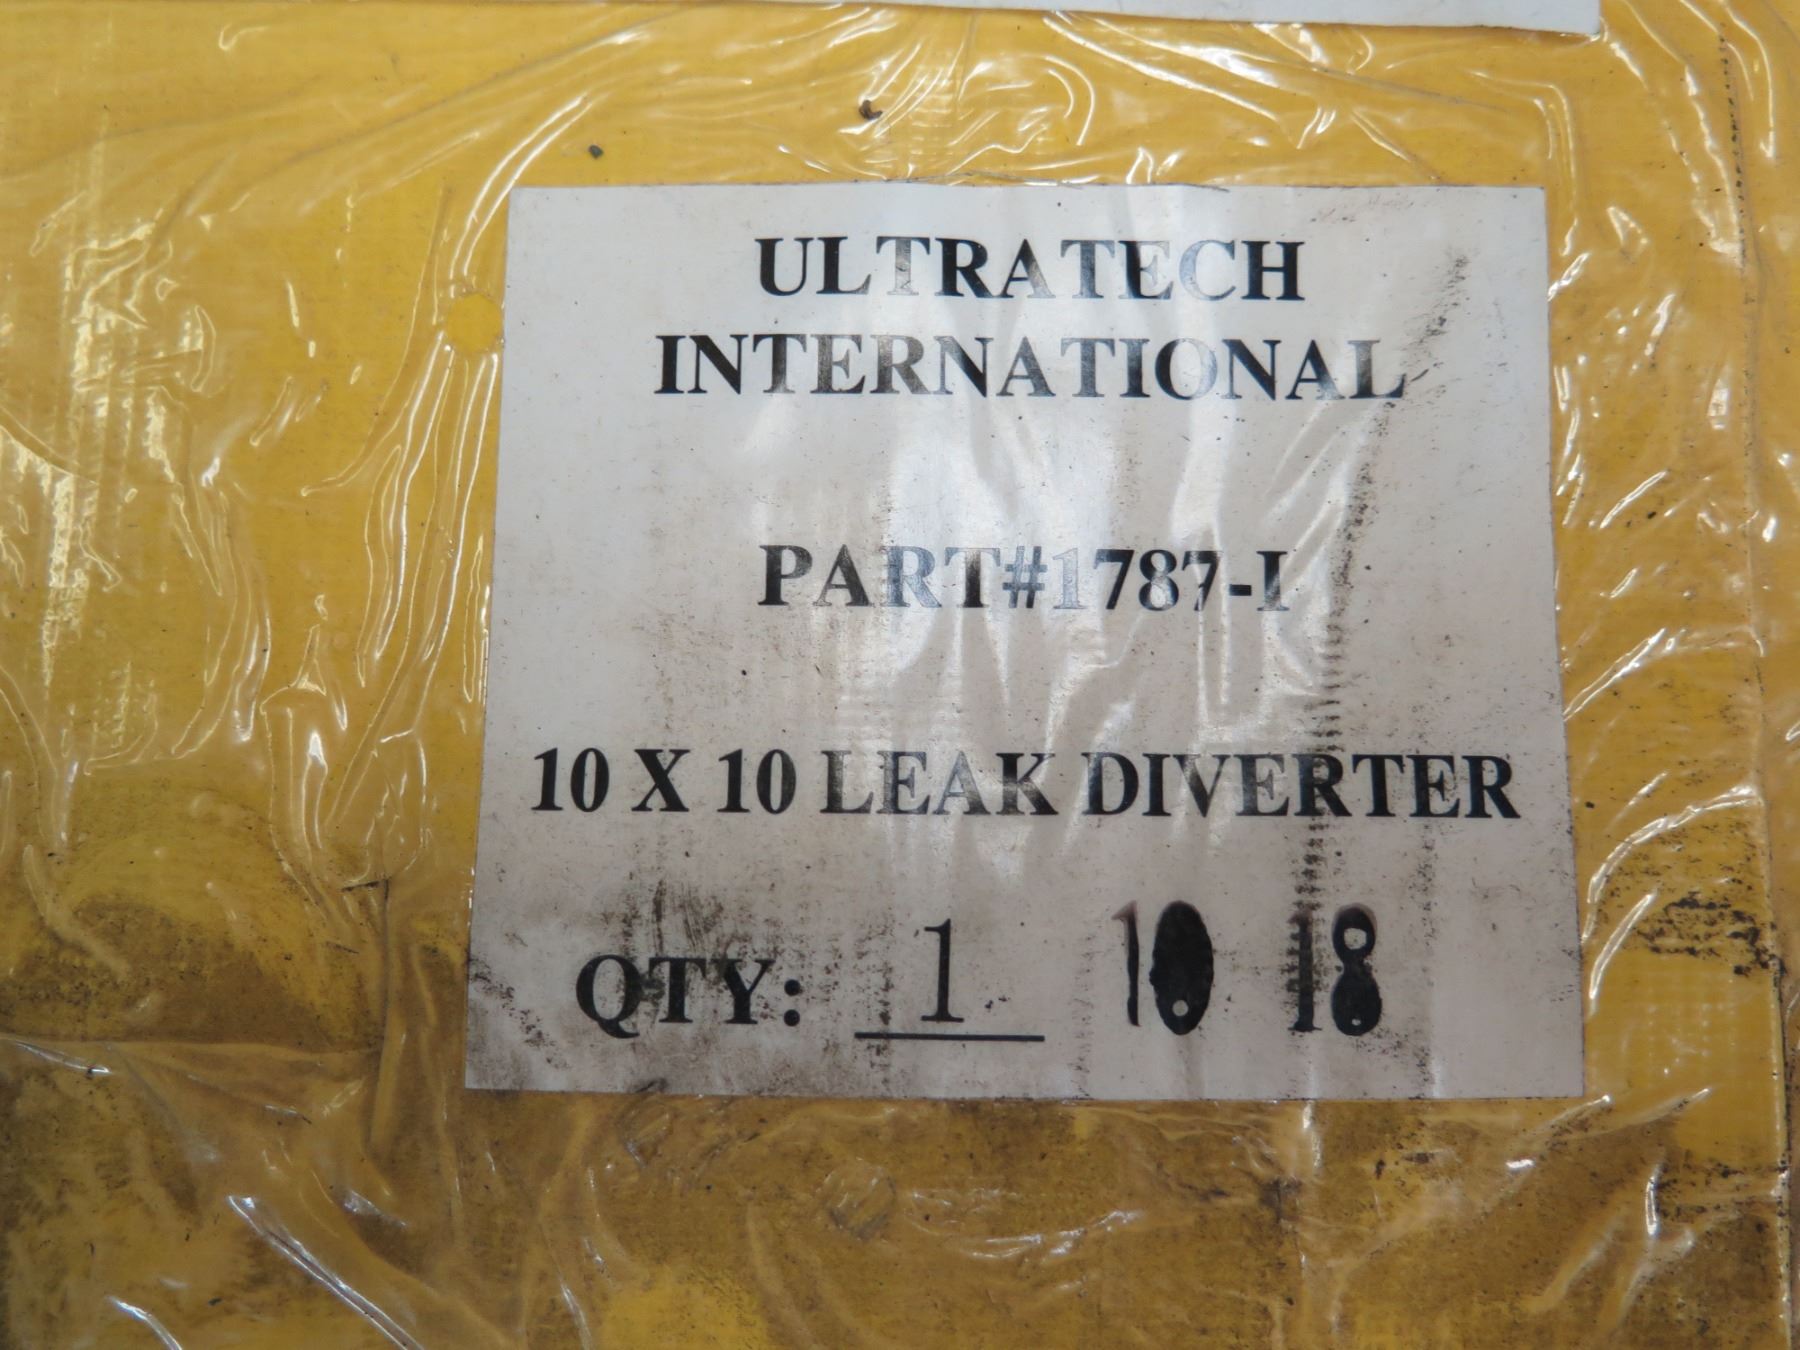 ULTRATECH
INTERNATIONAL
PART#1787-I
10 X 10 LEAK DIVERTER
QTY: 1 10 18